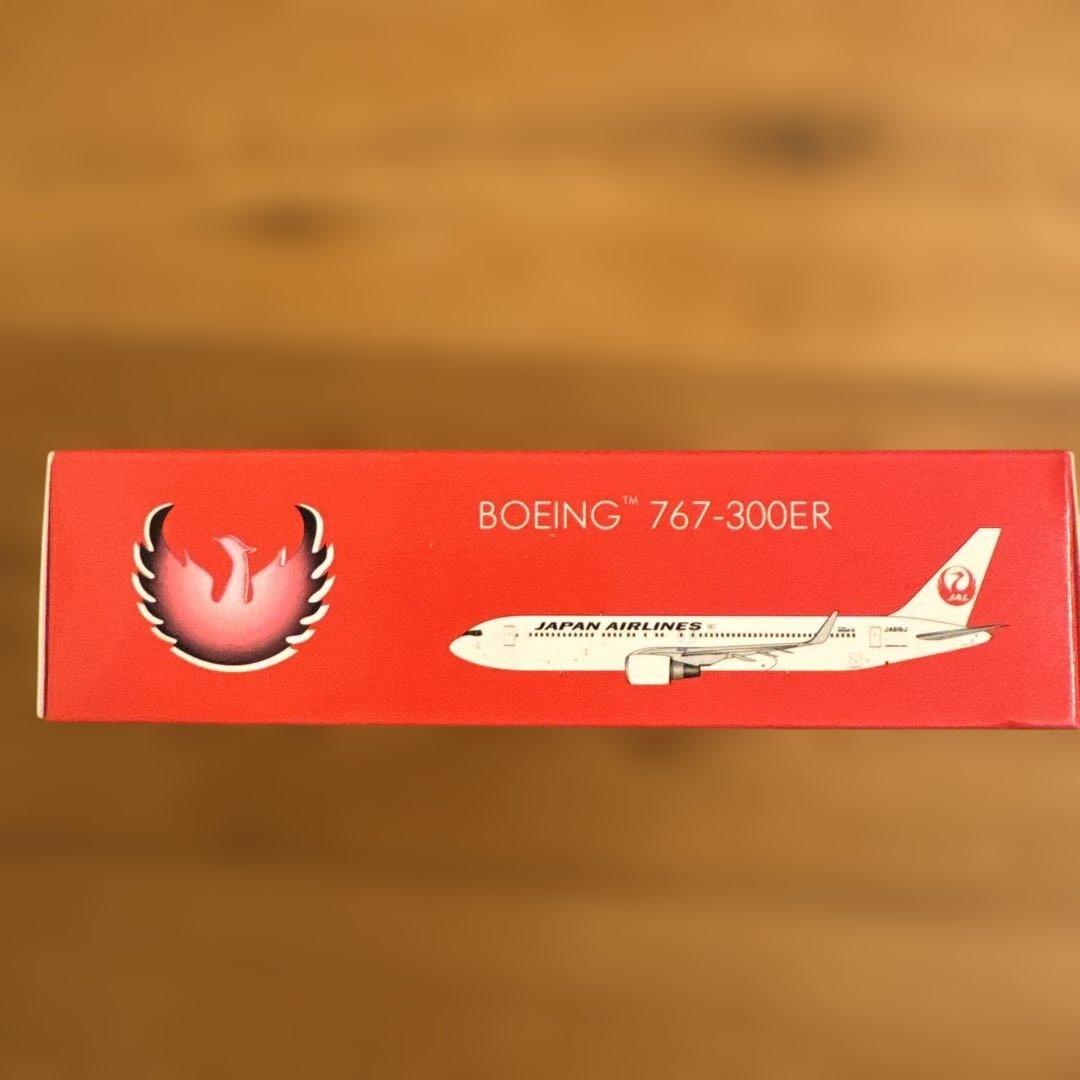 BOEING™ 767-300ER
JAPAN AIRLINES
JAL